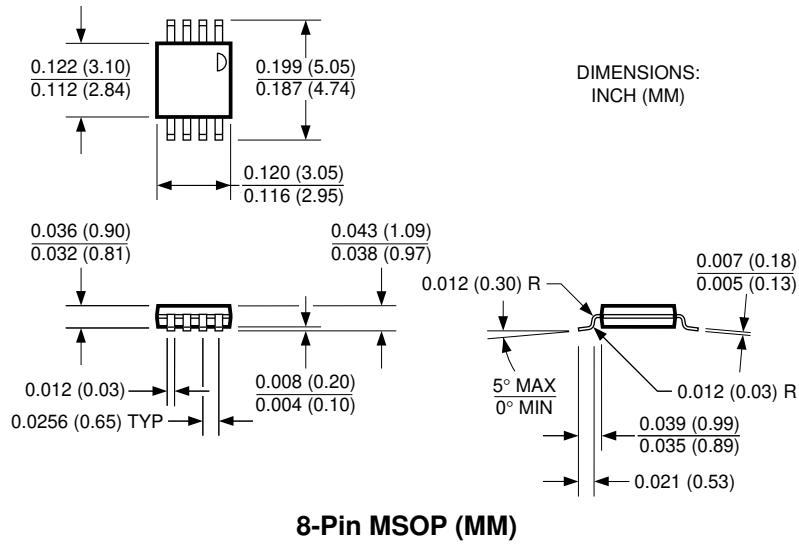 0.122 (3.10)
0.112 (2.84)
0.199 (5.05)
0.187 (4.74)
DIMENSIONS:
INCH (MM)
0.120 (3.05)
0.116 (2.95)
0.036 (0.90)
0.032 (0.81)
0.043 (1.09)
0.038 (0.97)
0.007 (0.18)
0.005 (0.13)
0.012 (0.30) R
0.012 (0.03)
0.008 (0.20)
0.004 (0.10)
5° MAX
0° MIN
0.012 (0.03) R
0.0256 (0.65) TYP
0.039 (0.99)
0.035 (0.89)
0.021 (0.53)
8-Pin MSOP (MM)